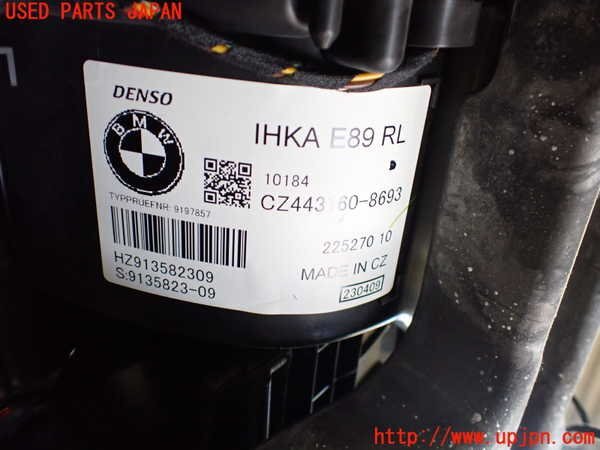 USED PARTS JAPAN
DENSO
BMW
IHKA E89 RL
D
10184
CZ443160-8693
TYPPRUEFNR: 9197857
225270 10
HZ913582309
MADE IN CZ
S:9135823-09
230409
http://www.upjpn.com